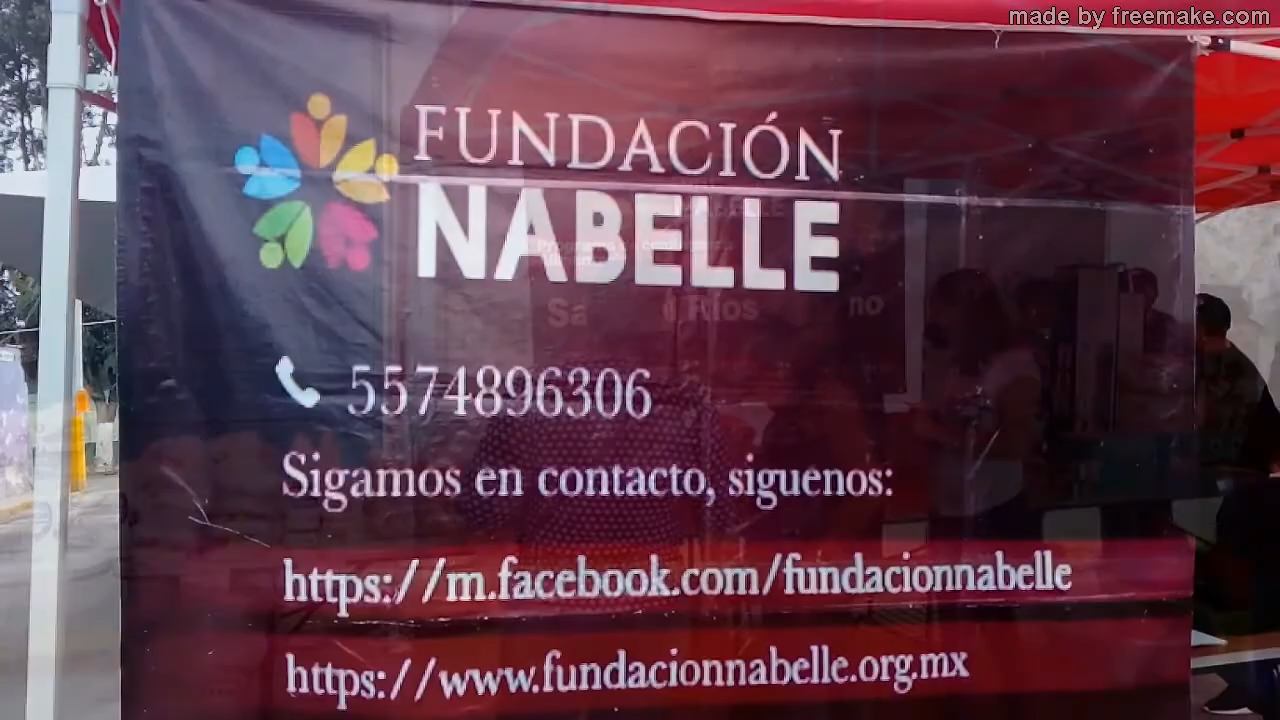 made by freemake.com
FUNDACIÓN
NABELLE
5574896306
Sigamos en contacto, siguenos:
https://m.facebook.com/fundacionnabelle
https://www.fundacionnabelle.org.mx